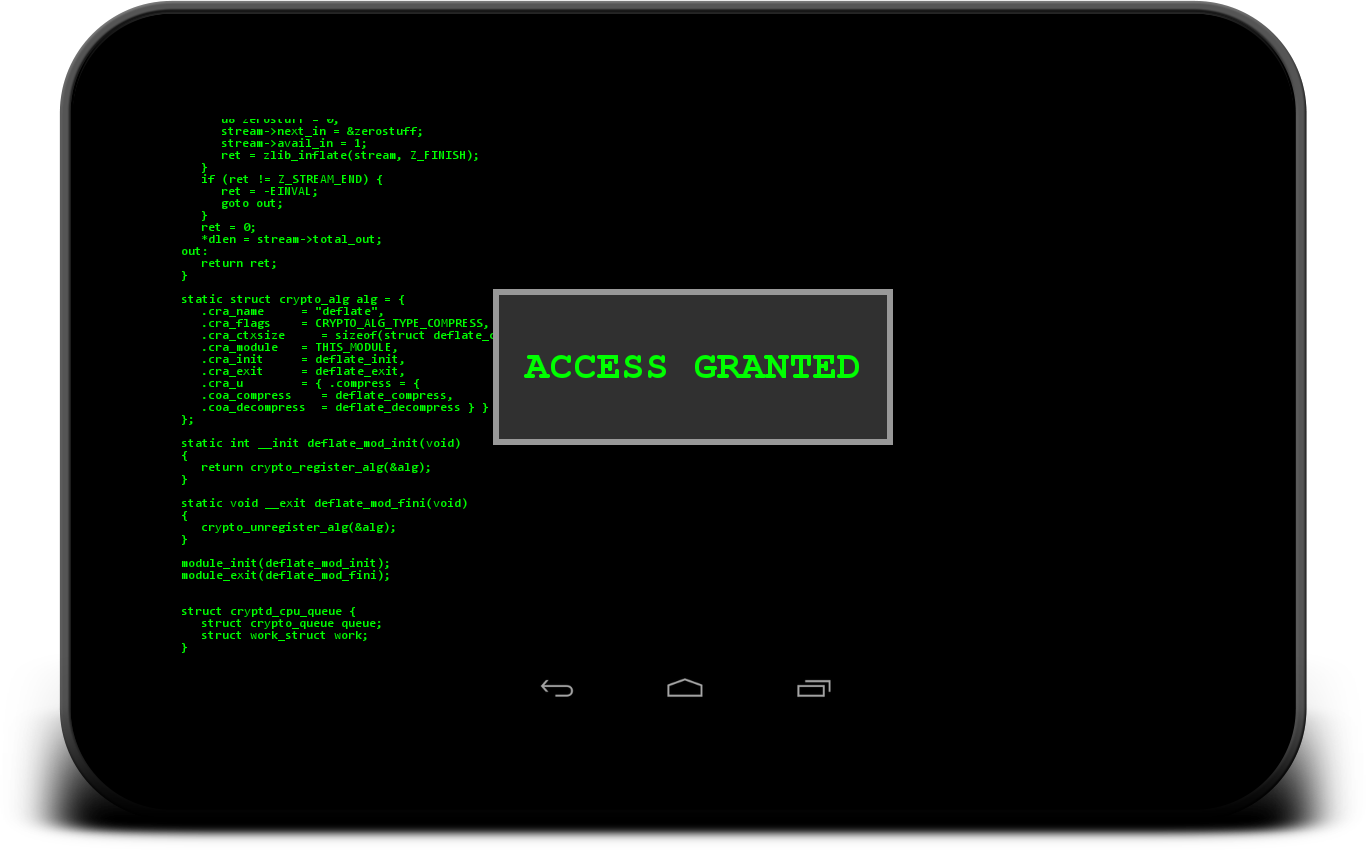 u8 zerostuff = 0;
stream->next_in = &zerostuff;
stream->avail_in = 1;
ret = zlib_inflate(stream, Z_FINISH);
}
if (ret != Z_STREAM_END) {
ret = -EINVAL;
goto out;
}
ret = 0;
*dlen = stream->total_out;
out:
return ret;
}
static struct crypto_alg alg = {
.cra_name = "deflate",
.cra_flags = CRYPTO_ALG_TYPE_COMPRESS,
.cra_ctxsize = sizeof(struct deflate_c
.cra_module = THIS_MODULE,
.cra_init = deflate_init,
.cra_exit = deflate_exit,
.cra_u = { .compress = {
.coa_compress = deflate_compress,
.coa_decompress = deflate_decompress } }
};
ACCESS GRANTED
static int __init deflate_mod_init(void)
{
return crypto_register_alg(&alg);
}
static void __exit deflate_mod_fini(void)
{
crypto_unregister_alg(&alg);
}
module_init(deflate_mod_init);
module_exit(deflate_mod_fini);
struct cryptd_cpu_queue {
struct crypto_queue queue;
struct work_struct work;
}